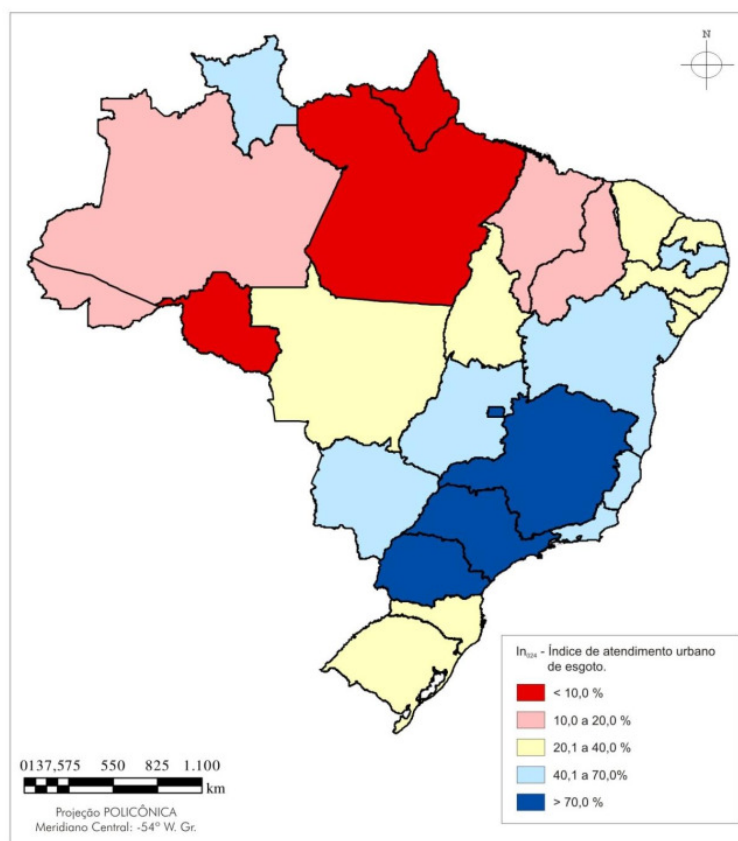 N
In₀₂₄ - Índice de atendimento urbano
de esgoto.
< 10,0 %
10,0 a 20,0 %
20,1 a 40,0 %
40,1 a 70,0%
> 70,0 %
0137,575 550 825 1.100
km
Projeção POLICÔNICA
Meridiano Central: -54º W. Gr.